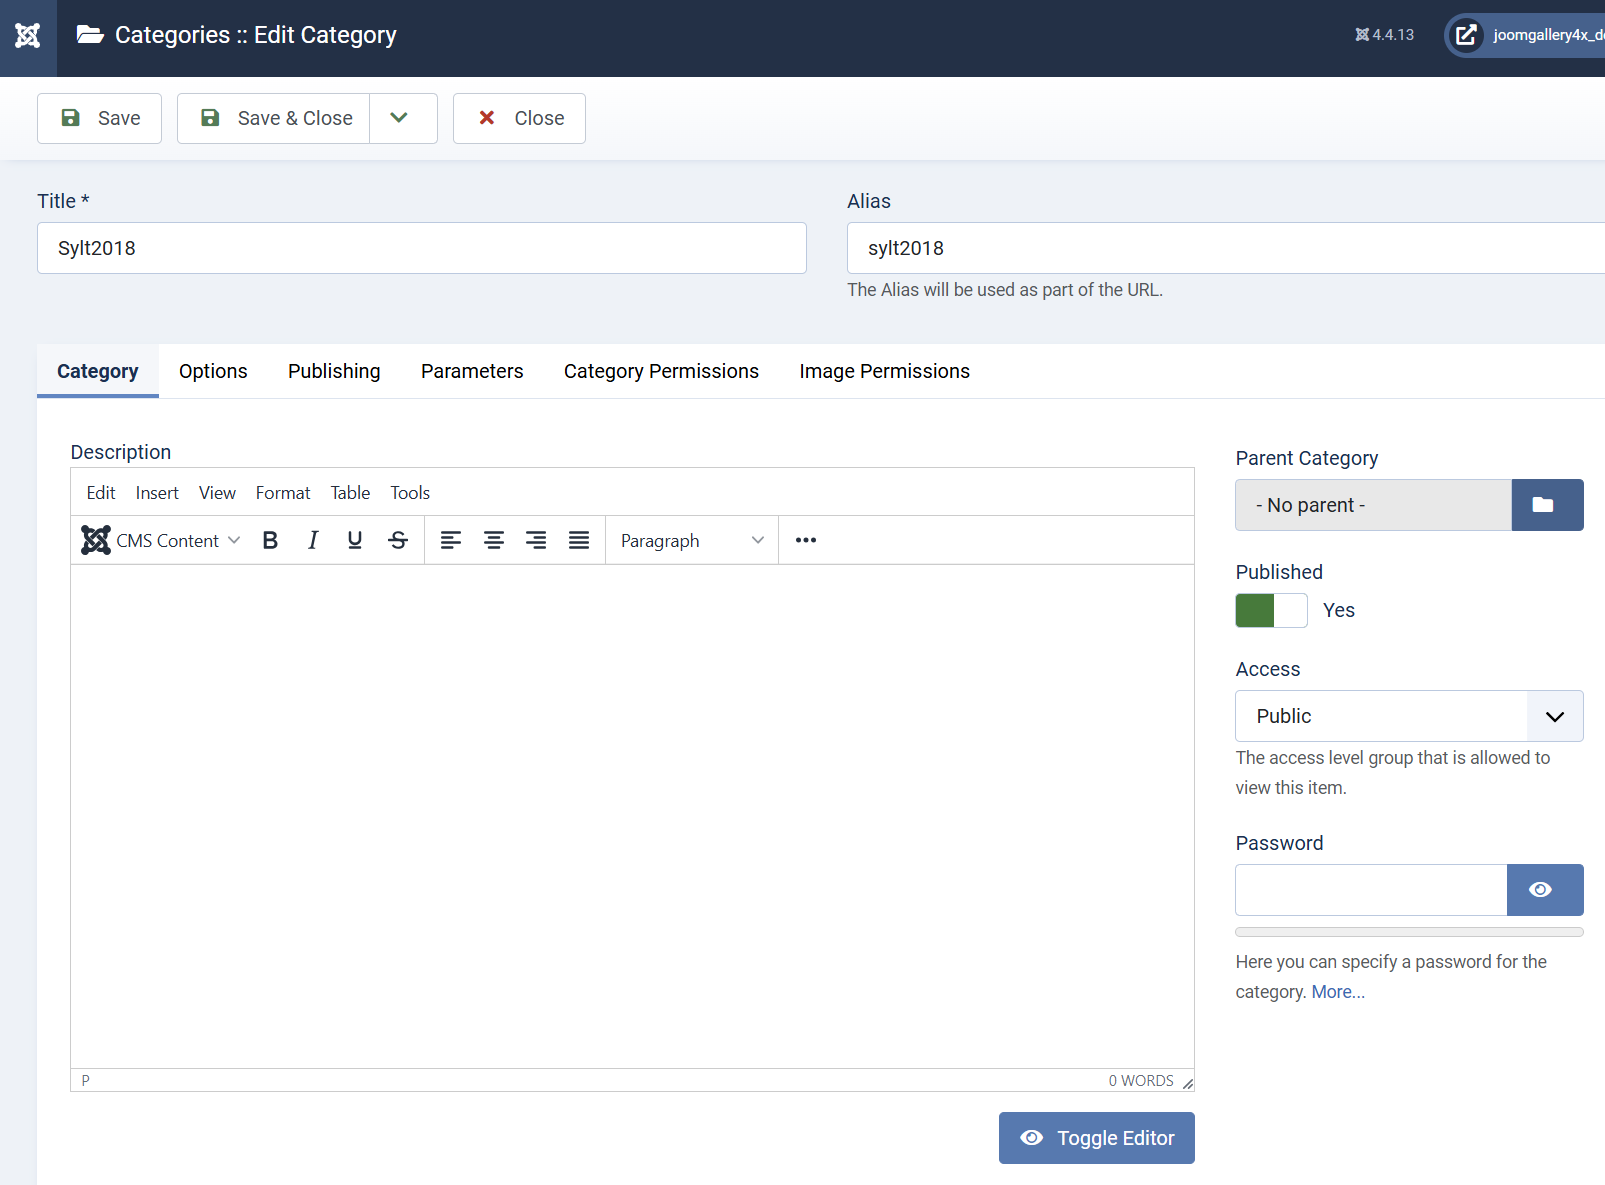 Categories :: Edit Category
4.4.13
joomgallery4x_d
Save
Save & Close
Close
Title *
Alias
Sylt2018
sylt2018
The Alias will be used as part of the URL.
Category Options Publishing Parameters Category Permissions Image Permissions
Description
Edit Insert View Format Table Tools
CMS Content B I U S Paragraph
P
0 WORDS
Toggle Editor
Parent Category
- No parent -
Published
Yes
Access
Public
The access level group that is allowed to
view this item.
Password
Here you can specify a password for the
category. More...